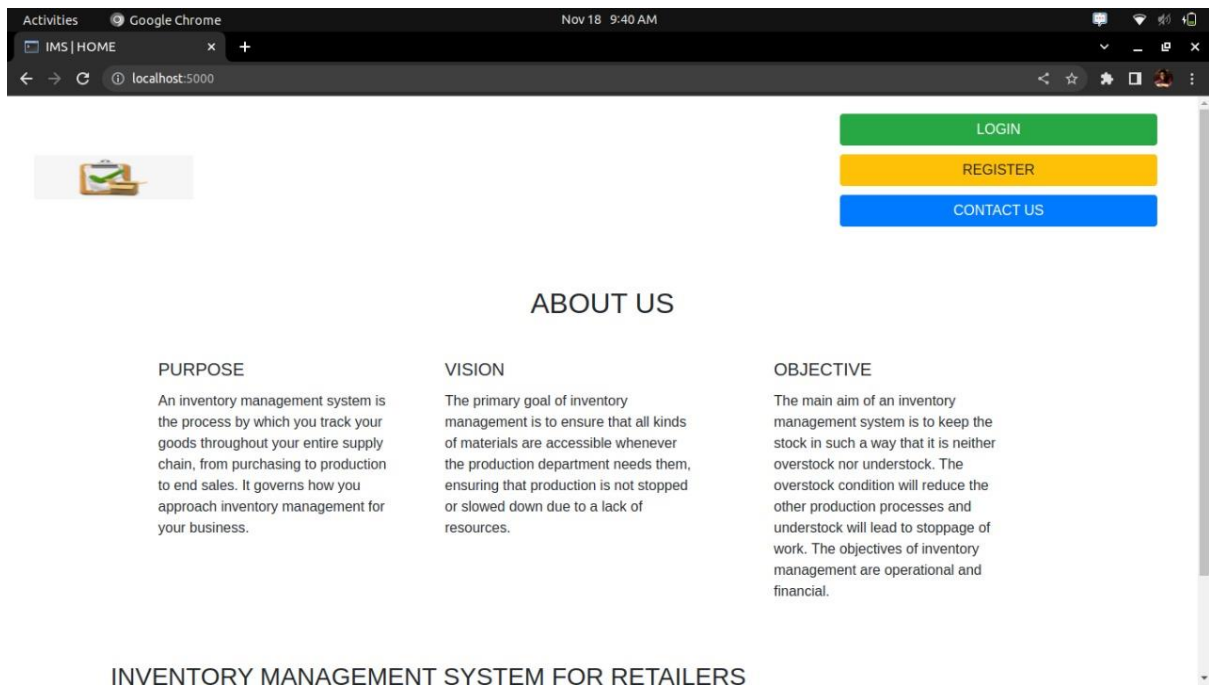 Activities Google Chrome Nov 18 9:40 AM
IMS | HOME
localhost:5000
LOGIN
REGISTER
CONTACT US
ABOUT US
PURPOSE
An inventory management system is
the process by which you track your
goods throughout your entire supply
chain, from purchasing to production
to end sales. It governs how you
approach inventory management for
your business.
VISION
The primary goal of inventory
management is to ensure that all kinds
of materials are accessible whenever
the production department needs them,
ensuring that production is not stopped
or slowed down due to a lack of
resources.
OBJECTIVE
The main aim of an inventory
management system is to keep the
stock in such a way that it is neither
overstock nor understock. The
overstock condition will reduce the
other production processes and
understock will lead to stoppage of
work. The objectives of inventory
management are operational and
financial.
INVENTORY MANAGEMENT SYSTEM FOR RETAILERS